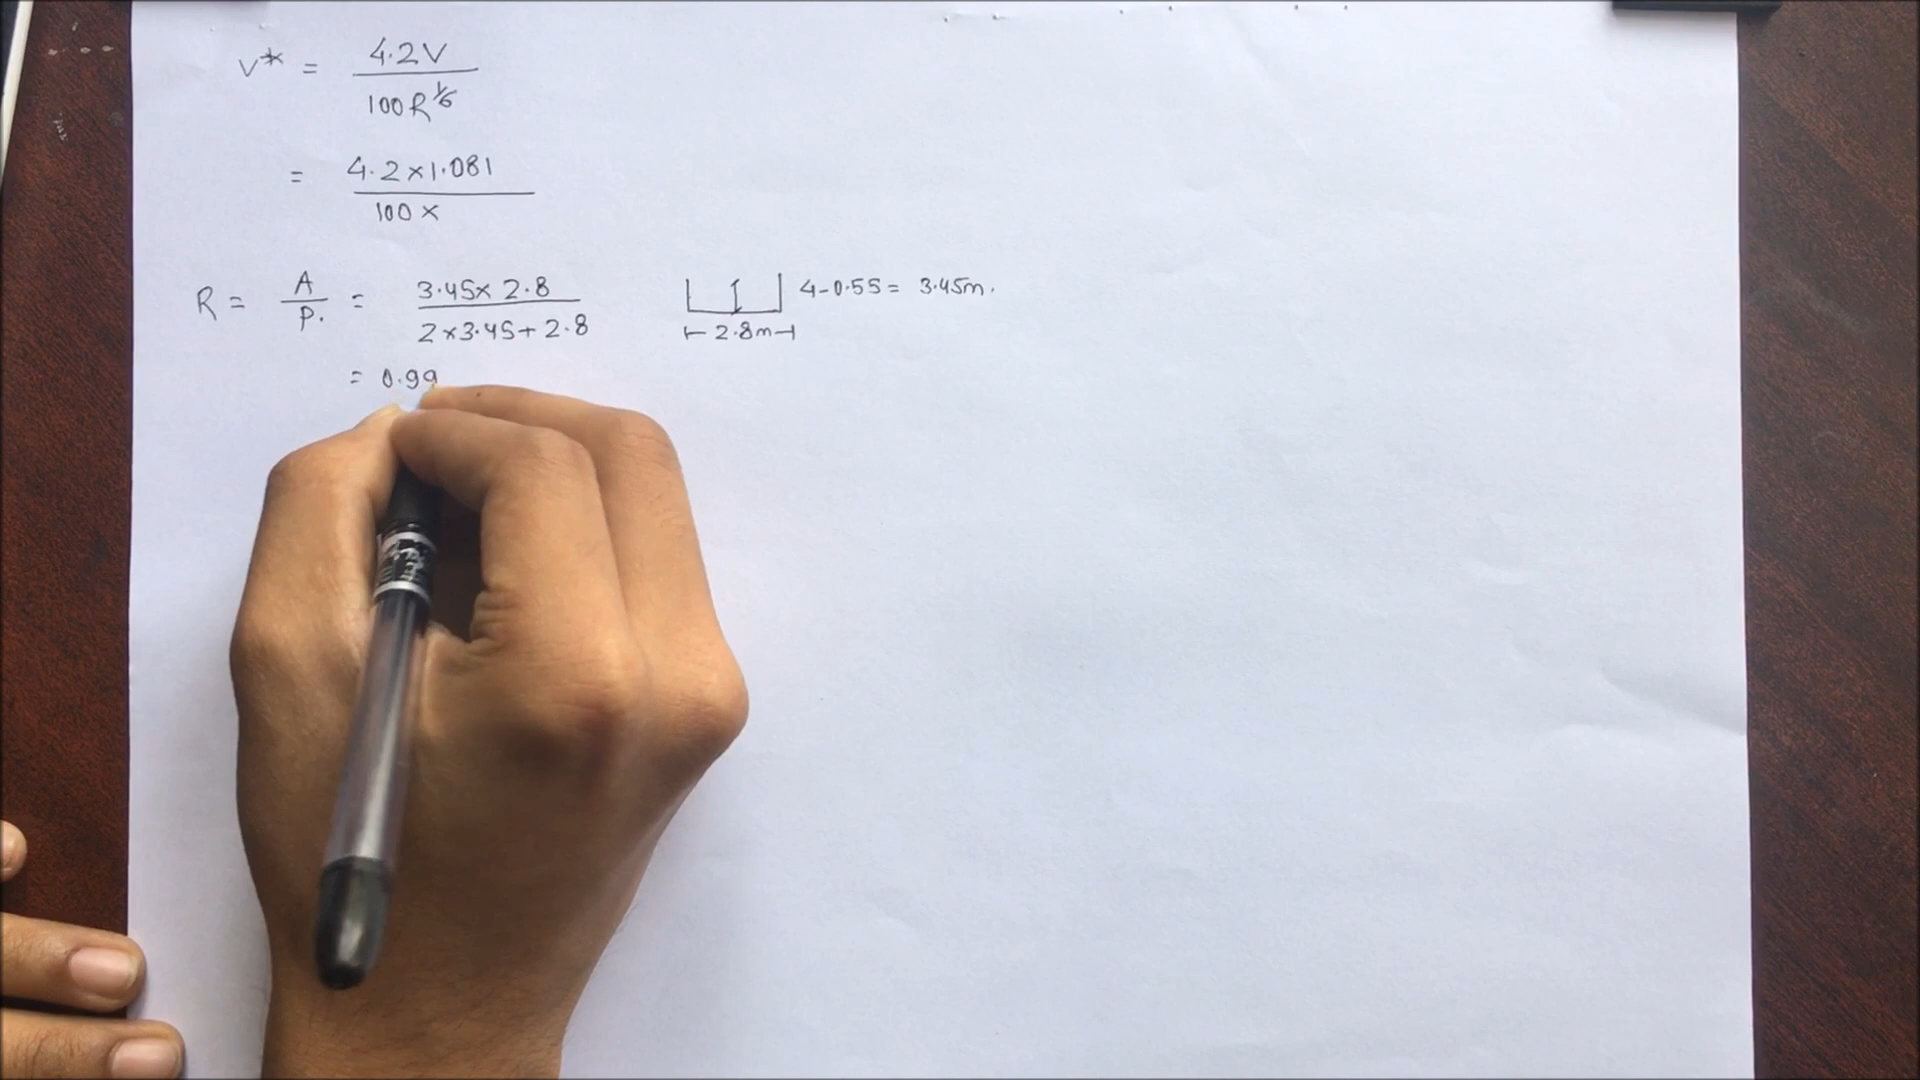 V* = 4.2V / 100R^1/6
= 4.2×1.081 / 100×
R = A / P. = 3.45× 2.8 / 2×3.45+ 2.8
4-0.55 = 3.45m.
2.8m
= 0.99